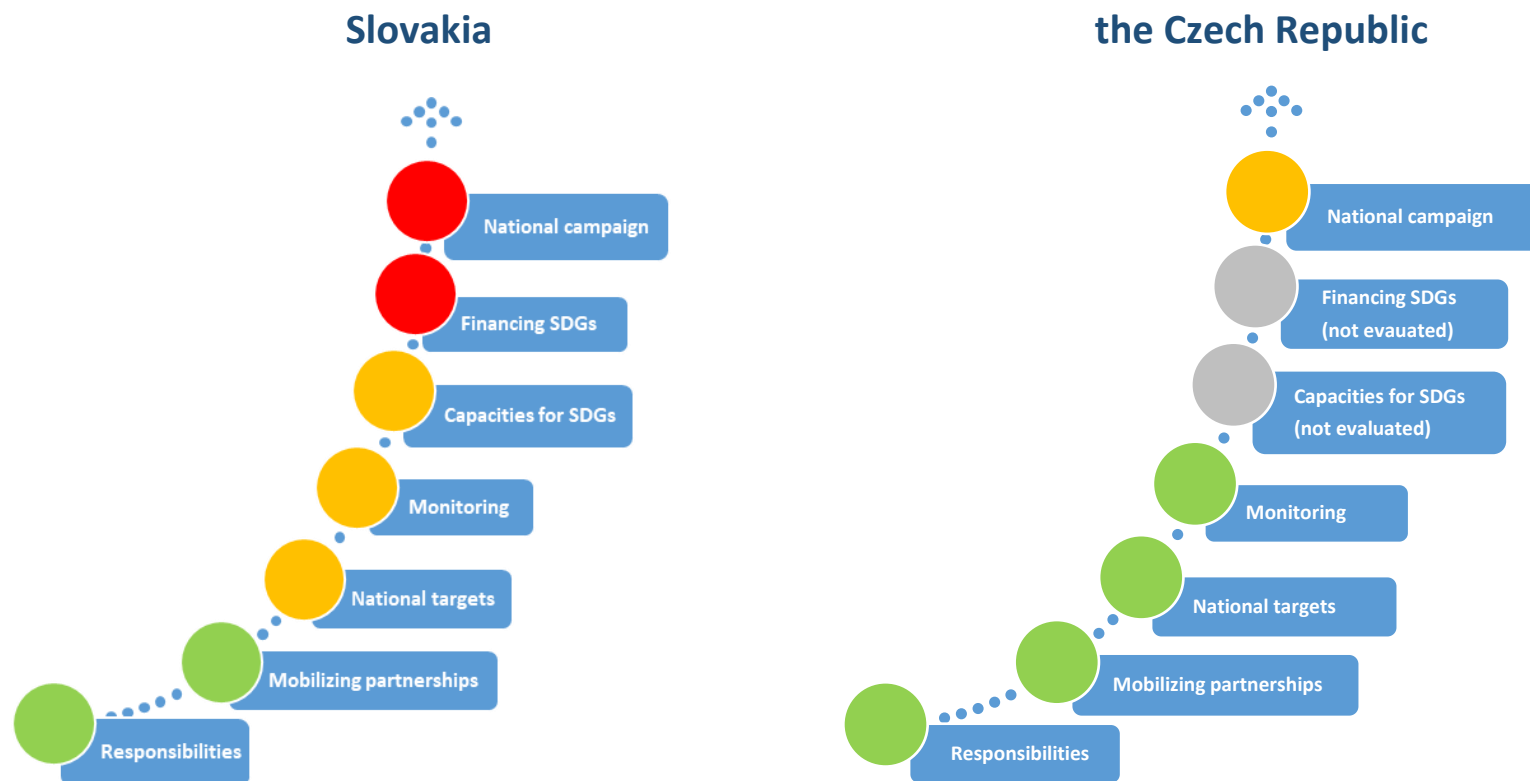 Slovakia
National campaign
Financing SDGs
Capacities for SDGs
Monitoring
National targets
Mobilizing partnerships
Responsibilities
the Czech Republic
National campaign
Financing SDGs
(not evauated)
Capacities for SDGs
(not evaluated)
Monitoring
National targets
Mobilizing partnerships
Responsibilities